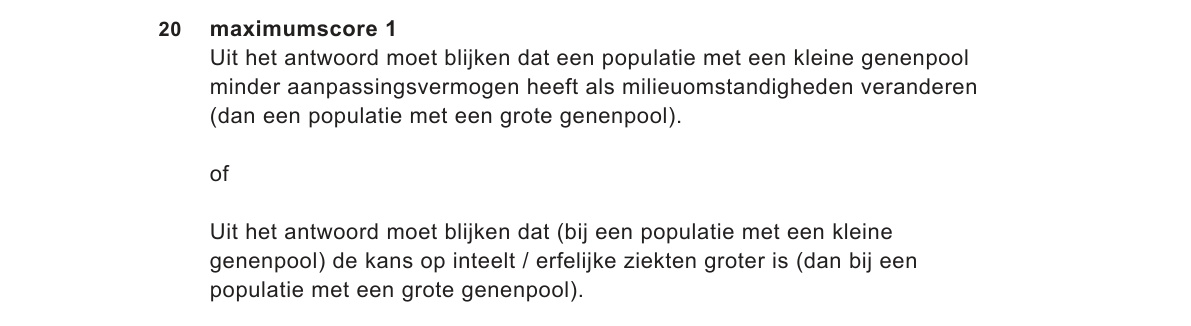 20 maximumscore 1
Uit het antwoord moet blijken dat een populatie met een kleine genenpool
minder aanpassingsvermogen heeft als milieuomstandigheden veranderen
(dan een populatie met een grote genenpool).
of
Uit het antwoord moet blijken dat (bij een populatie met een kleine
genenpool) de kans op inteelt / erfelijke ziekten groter is (dan bij een
populatie met een grote genenpool).